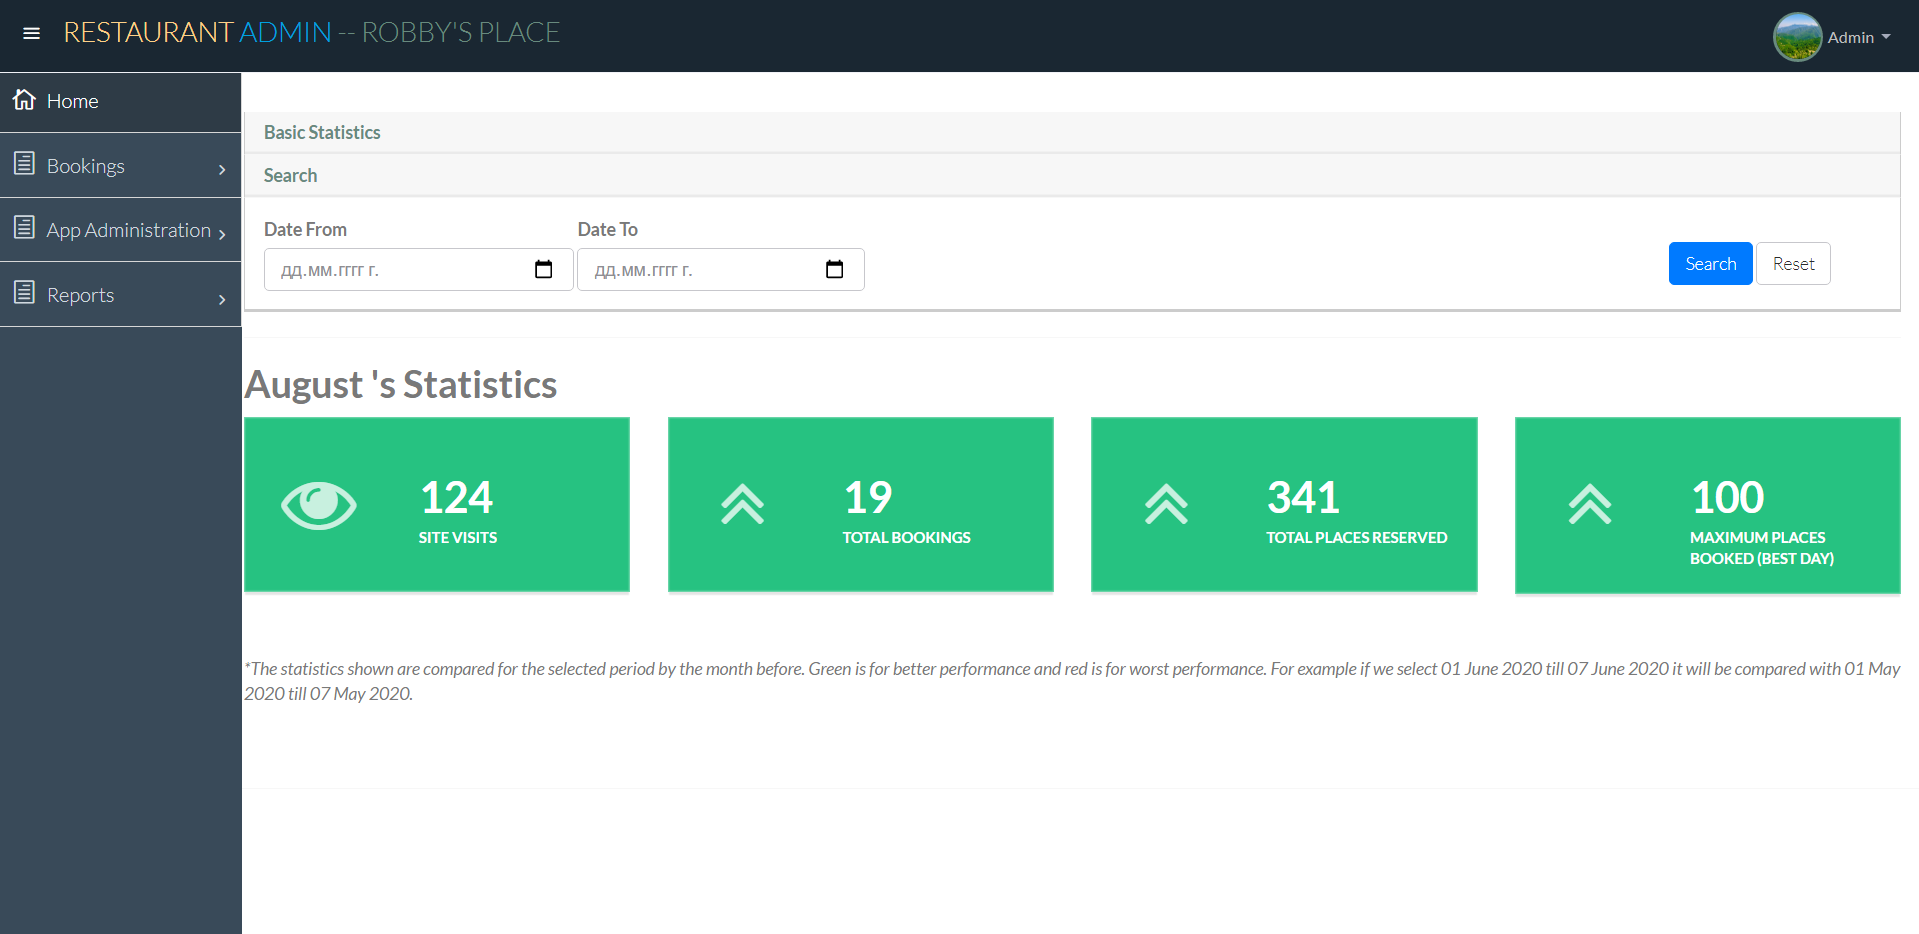 RESTAURANT ADMIN -- ROBBY'S PLACE
Admin
Home
Bookings
App Administration
Reports
Basic Statistics
Search
Date From Date To
дд.мм.гггг г. дд.мм.гггг г.
Search Reset
August 's Statistics
124
SITE VISITS
19
TOTAL BOOKINGS
341
TOTAL PLACES RESERVED
100
MAXIMUM PLACES
BOOKED (BEST DAY)
*The statistics shown are compared for the selected period by the month before. Green is for better performance and red is for worst performance. For example if we select 01 June 2020 till 07 June 2020 it will be compared with 01 May
2020 till 07 May 2020.